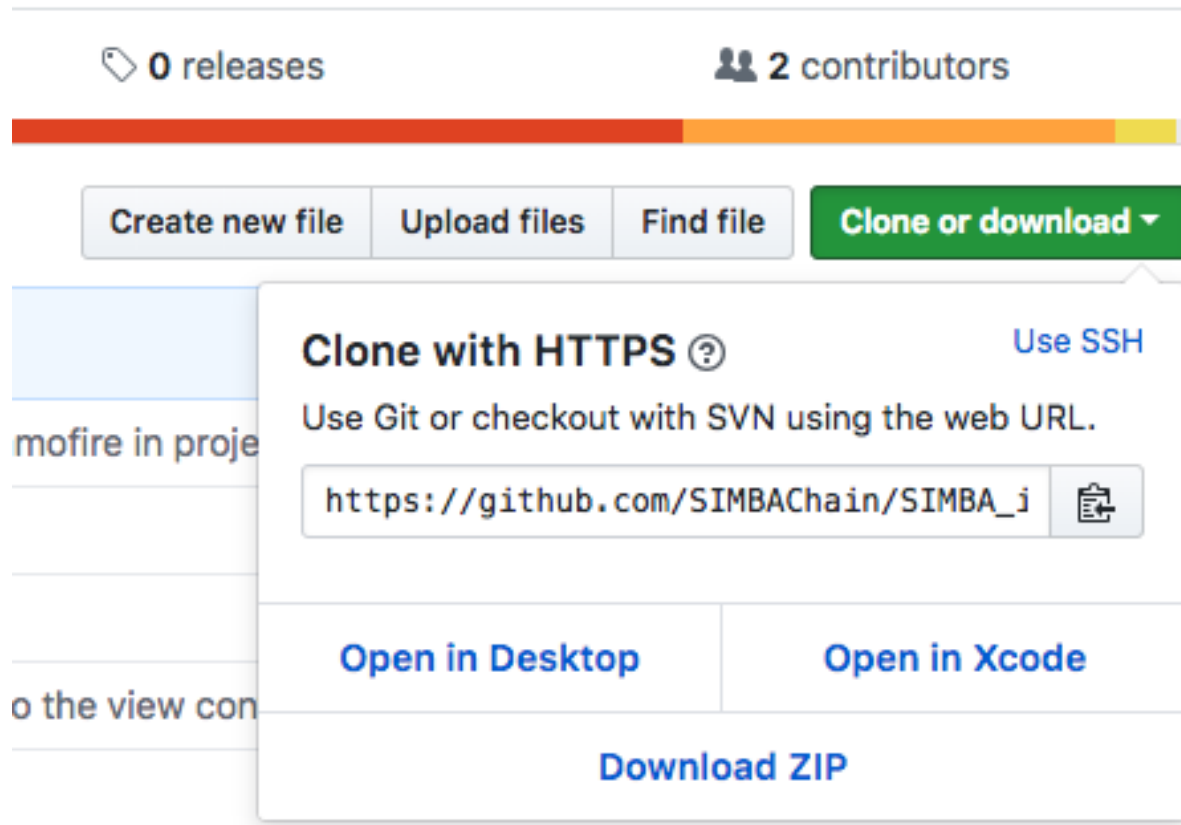 0 releases
2 contributors
Create new file
Upload files
Find file
Clone or download
Clone with HTTPS
Use SSH
Use Git or checkout with SVN using the web URL.
mofire in proje
https://github.com/SIMBAChain/SIMBA_i
Open in Desktop
Open in Xcode
o the view con
Download ZIP